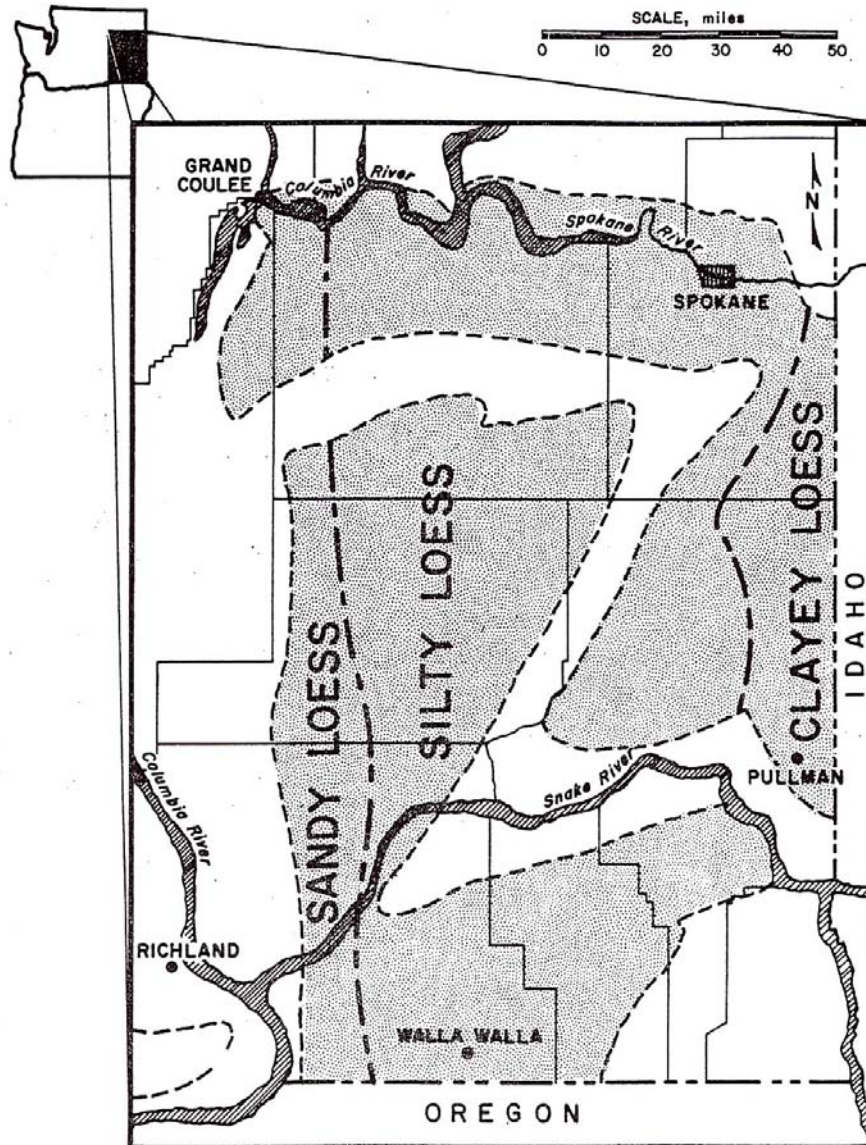 SCALE, miles
0 10 20 30 40 50
GRAND
COULEE
Columbia River
N
Spokane River
SPOKANE
SANDY LOESS
SILTY LOESS
CLAYEY LOESS
IDAHO
Columbia River
Snake River
PULLMAN
RICHLAND
WALLA WALLA
OREGON